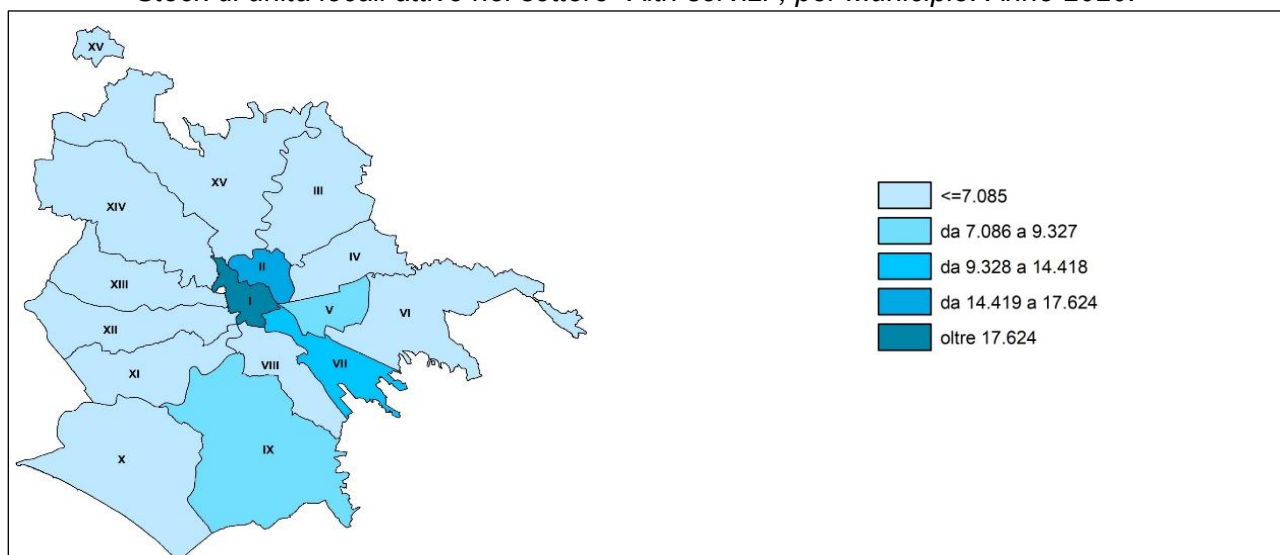 Stock di unità locali attive nel settore "Altri servizi", per Municipio. Anno 2020.
XV
XV
III
XIV
II
IV
XIII
I
V
VI
XII
VIII
VII
XI
IX
X
<=7.085
da 7.086 a 9.327
da 9.328 a 14.418
da 14.419 a 17.624
oltre 17.624